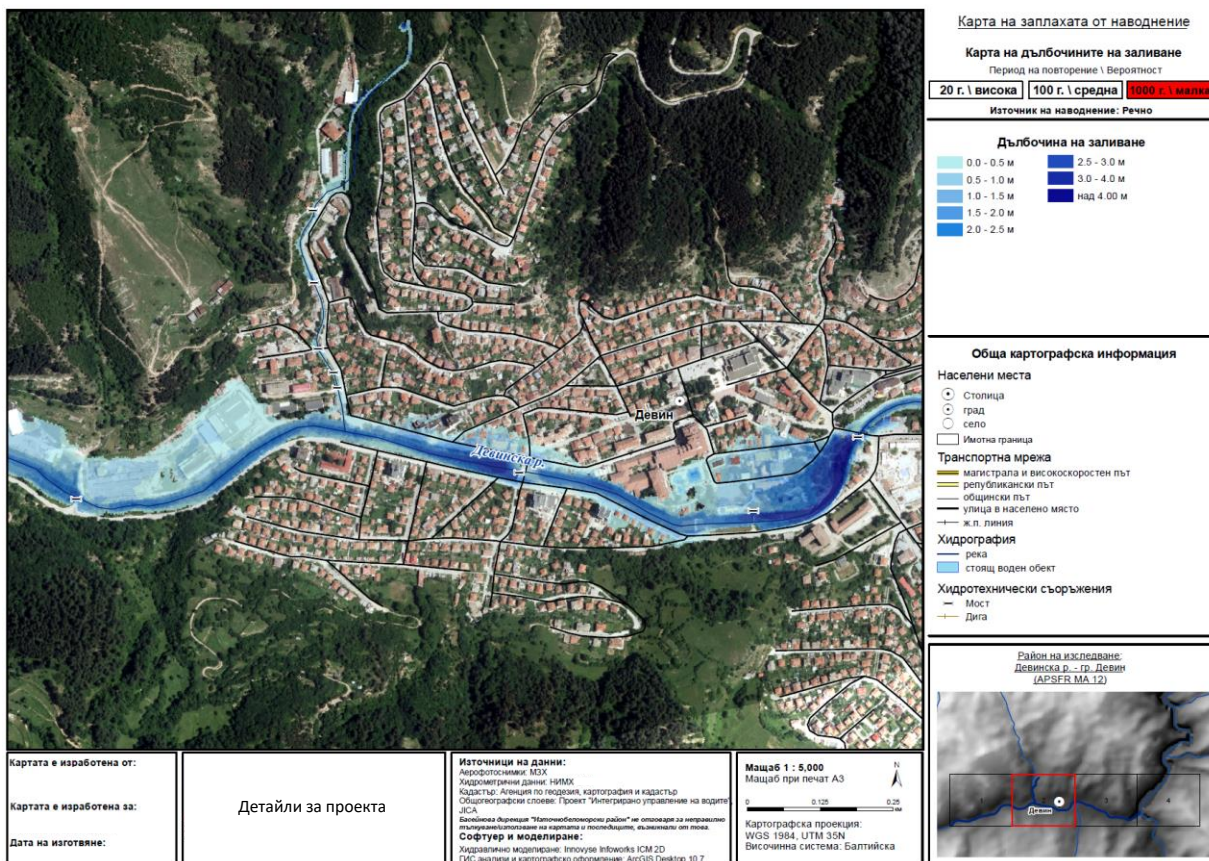 Карта на заплахата от наводнение
Карта на дълбочините на заливане
Период на повторение \ Вероятност
20 г. \ висока
100 г. \ средна
1000 г. \ малка
Източник на наводнение: Речно
Дълбочина на заливане
0.0 - 0.5 м
0.5 - 1.0 м
1.0 - 1.5 м
1.5 - 2.0 м
2.0 - 2.5 м
2.5 - 3.0 м
3.0 - 4.0 м
над 4.00 м
Девин
Девинска р.
Обща картографска информация
Населени места
Столица
град
село
Имотна граница
Транспортна мрежа
магистрала и високоскоростен път
републикански път
общински път
улица в населено място
ж.п. линия
Хидрография
река
стоящ воден обект
Хидротехнически съоръжения
Мост
Дига
Район на изследване:
Девинска р. - гр. Девин
(APSFR MA 12)
1
3
4
Девин
Картата е изработена от:
Картата е изработена за:
Дата на изготвяне:
Детайли за проекта
Източници на данни:
Аерофотоснимки: МЗХ
Хидрометрични данни: НИМХ
Кадастър: Агенция по геодезия, картография и кадастър
Общогеографски слоеве: Проект "Интегрирано управление на водите",
JICA
Басейнова дирекция "Източнобеломорски район" не отговаря за неправилно
тълкуване/използване на картата и последиците, възникнали от това.
Софтуер и моделиране:
Хидравлично моделиране: Innovyse Infoworks ICM 2D
ГИС анализи и картографско оформление: ArcGIS Desktop 10.7
Мащаб 1 : 5,000
Мащаб при печат А3
N
0 0.125 0.25
км
Картографска проекция:
WGS 1984, UTM 35N
Височинна система: Балтийска